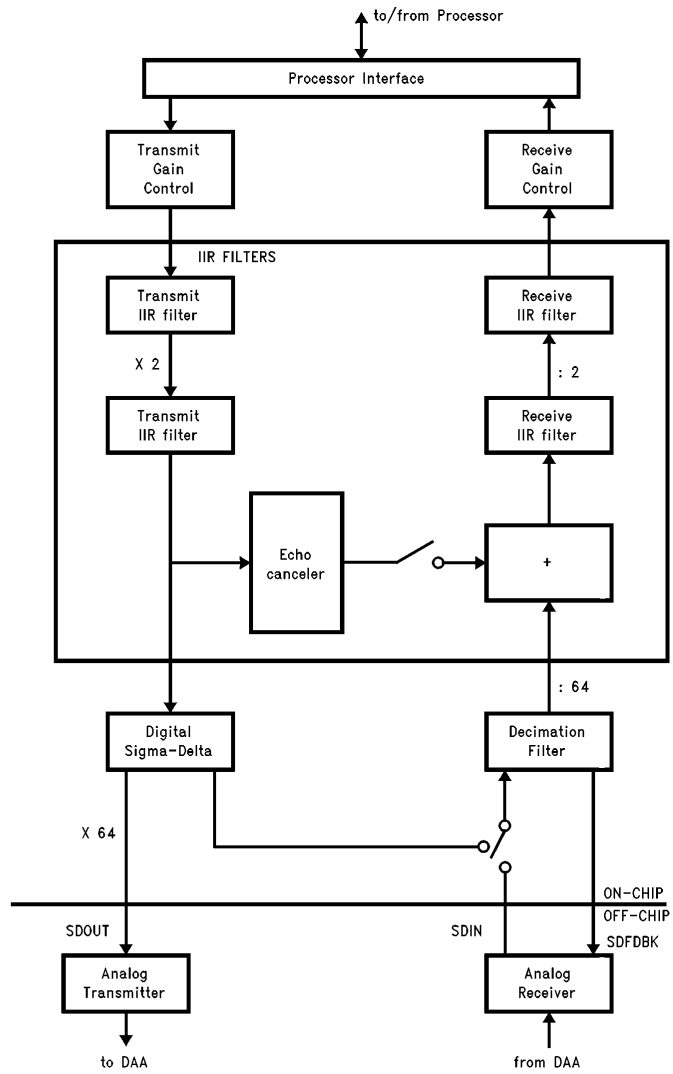 to/from Processor
Processor Interface
Transmit
Gain
Control
Receive
Gain
Control
IIR FILTERS
Transmit
IIR filter
Receive
IIR filter
X 2
: 2
Transmit
IIR filter
Receive
IIR filter
Echo
canceler
+
: 64
Digital
Sigma-Delta
Decimation
Filter
X 64
ON-CHIP
OFF-CHIP
SDOUT
SDIN
SDFDBK
Analog
Transmitter
Analog
Receiver
to DAA
from DAA